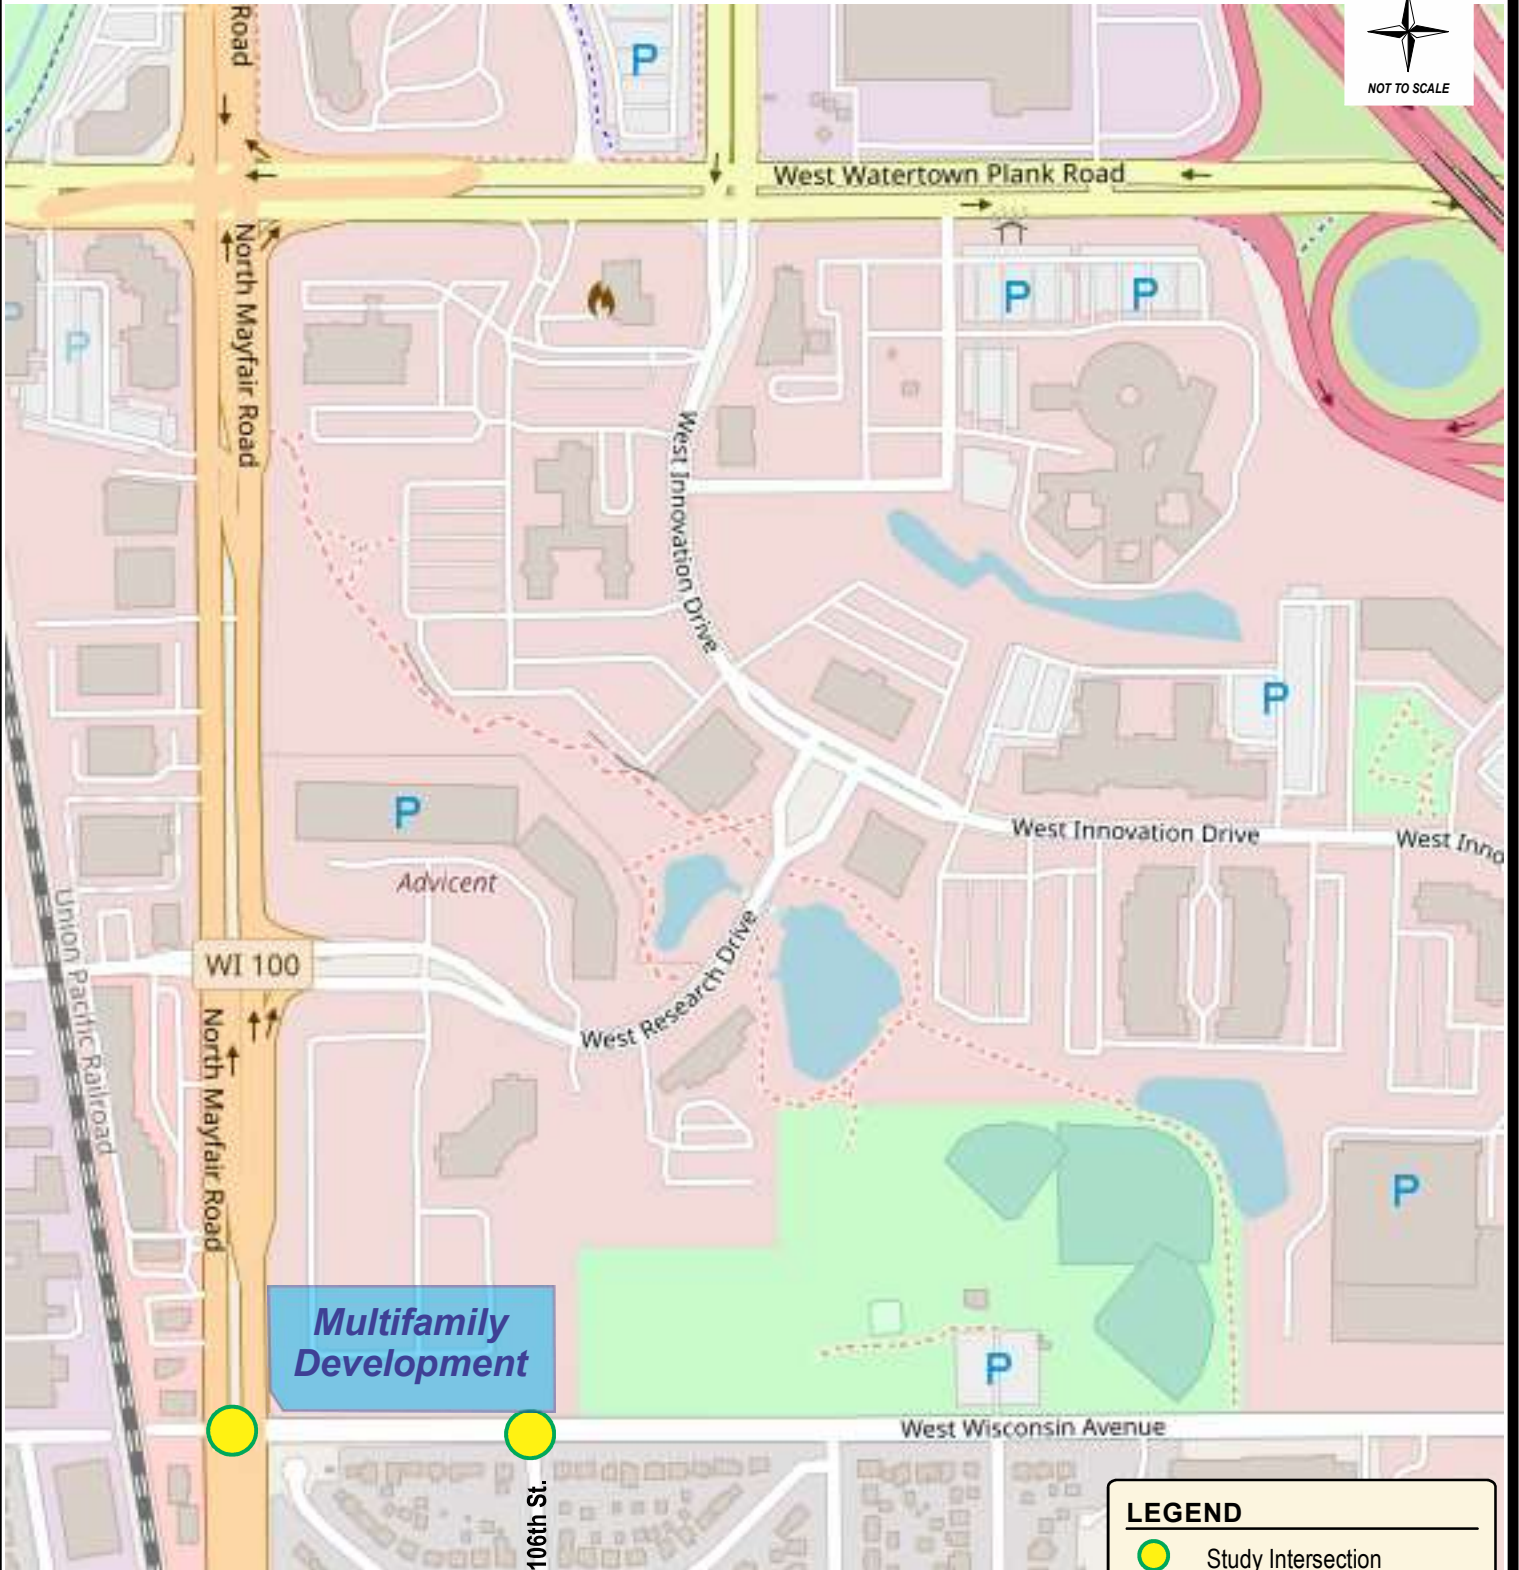 Road
P
NOT TO SCALE
West Watertown Plank Road
North Mayfair Road
P
P
P
P
West Innovation Drive
P
P
Advicent
West Innovation Drive
West Inno
Union Pacific Railroad
WI 100
West Research Drive
North Mayfair Road
P
Multifamily
Development
P
West Wisconsin Avenue
106th St.
LEGEND
Study Intersection